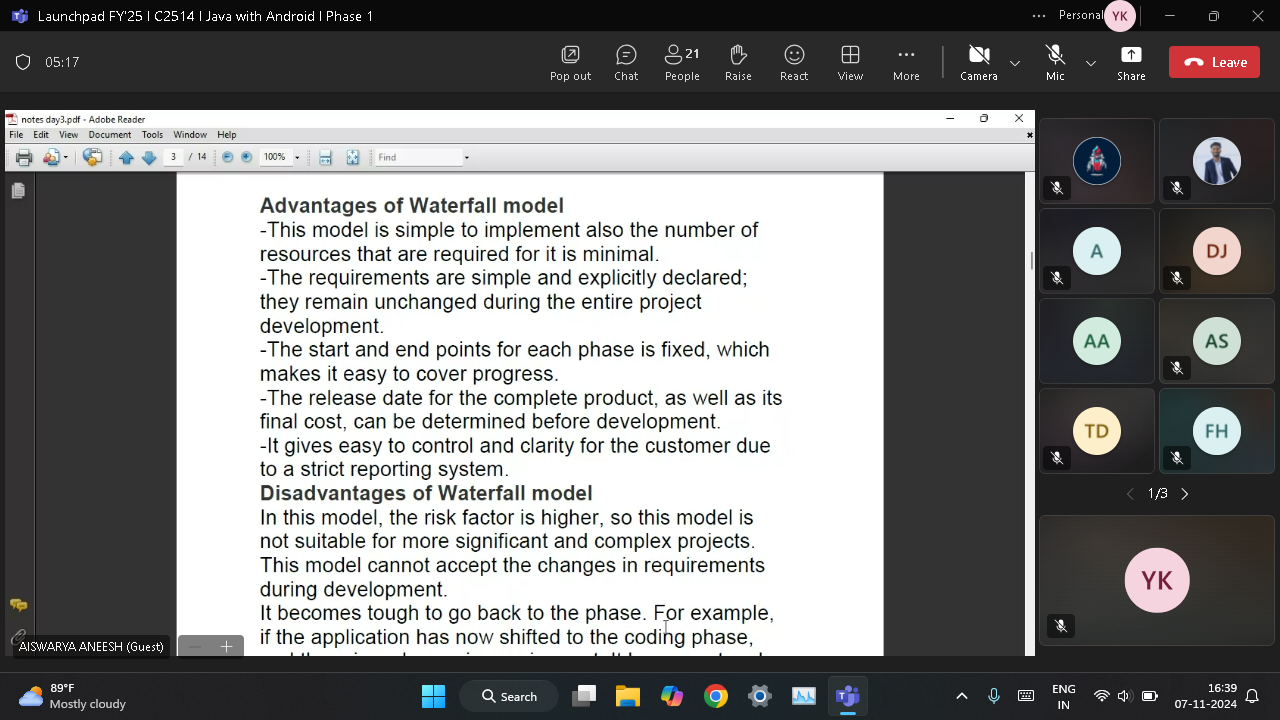 Launchpad FY'25 | C2514 | Java with Android | Phase 1
Personal YK
05:17
Pop out Chat People 21 Raise React View More Camera Mic Share Leave
notes day3.pdf - Adobe Reader
File Edit View Document Tools Window Help
3 / 14 100% Find
Advantages of Waterfall model
-This model is simple to implement also the number of
resources that are required for it is minimal.
-The requirements are simple and explicitly declared;
they remain unchanged during the entire project
development.
-The start and end points for each phase is fixed, which
makes it easy to cover progress.
-The release date for the complete product, as well as its
final cost, can be determined before development.
-It gives easy to control and clarity for the customer due
to a strict reporting system.
Disadvantages of Waterfall model
In this model, the risk factor is higher, so this model is
not suitable for more significant and complex projects.
This model cannot accept the changes in requirements
during development.
It becomes tough to go back to the phase. For example,
if the application has now shifted to the coding phase,
AISWARYA ANEESH (Guest)
A DJ
AA AS
TD FH
1/3
YK
89°F
Mostly cloudy
Search
ENG
IN
16:39
07-11-2024